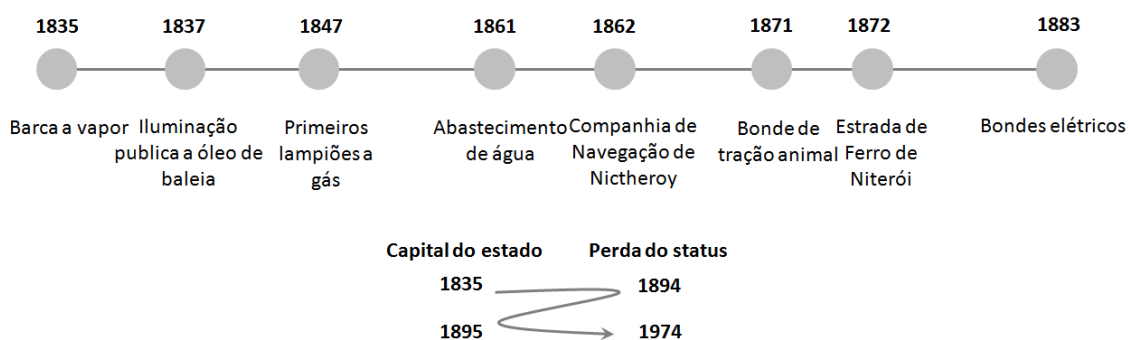 1835 1837 1847 1861 1862 1871 1872 1883
Barca a vapor
Iluminação
publica a óleo de
baleia
Primeiros
lampiões a
gás
Abastecimento
de água
Companhia de
Navegação de
Nictheroy
Bonde de
tração animal
Estrada de
Ferro de
Niterói
Bondes elétricos
Capital do estado Perda do status
1835 1894
1895 1974